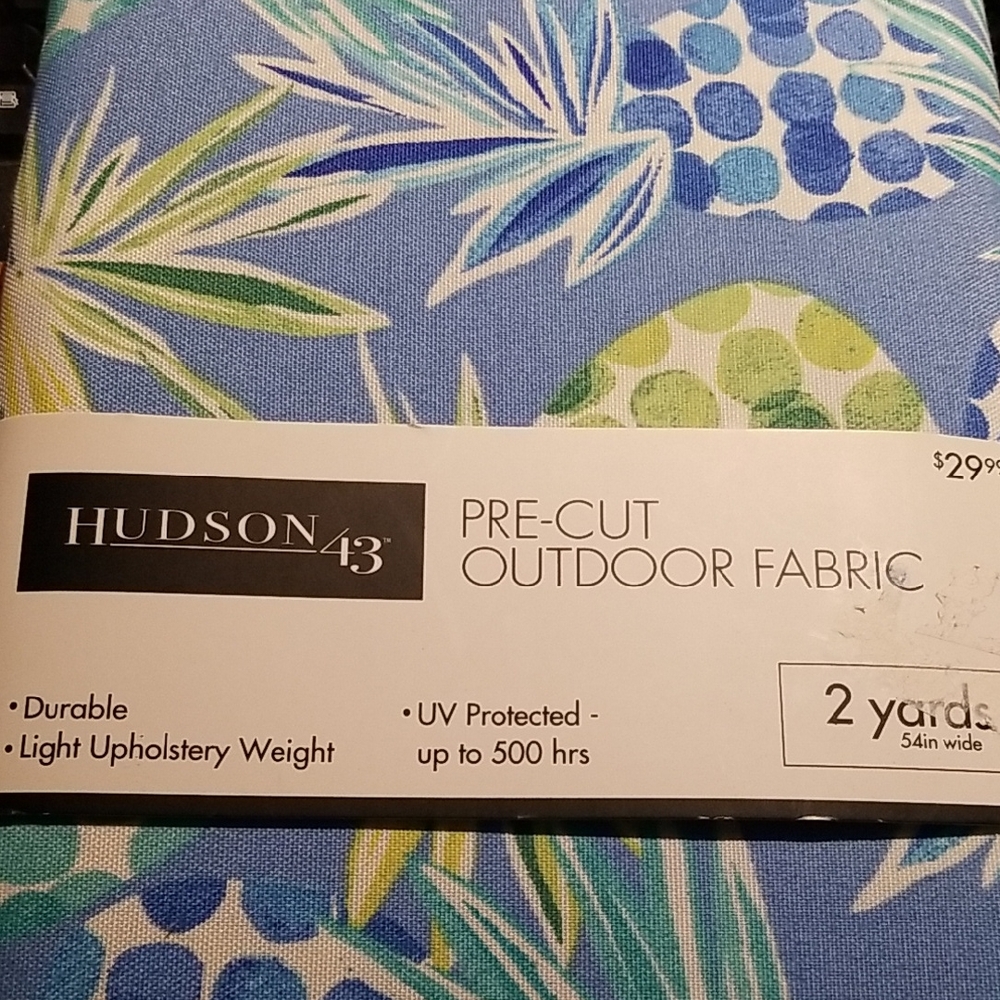 $29.99
HUDSON 43™
PRE-CUT
OUTDOOR FABRIC
• Durable
• Light Upholstery Weight
• UV Protected -
up to 500 hrs
2 yards
54in wide